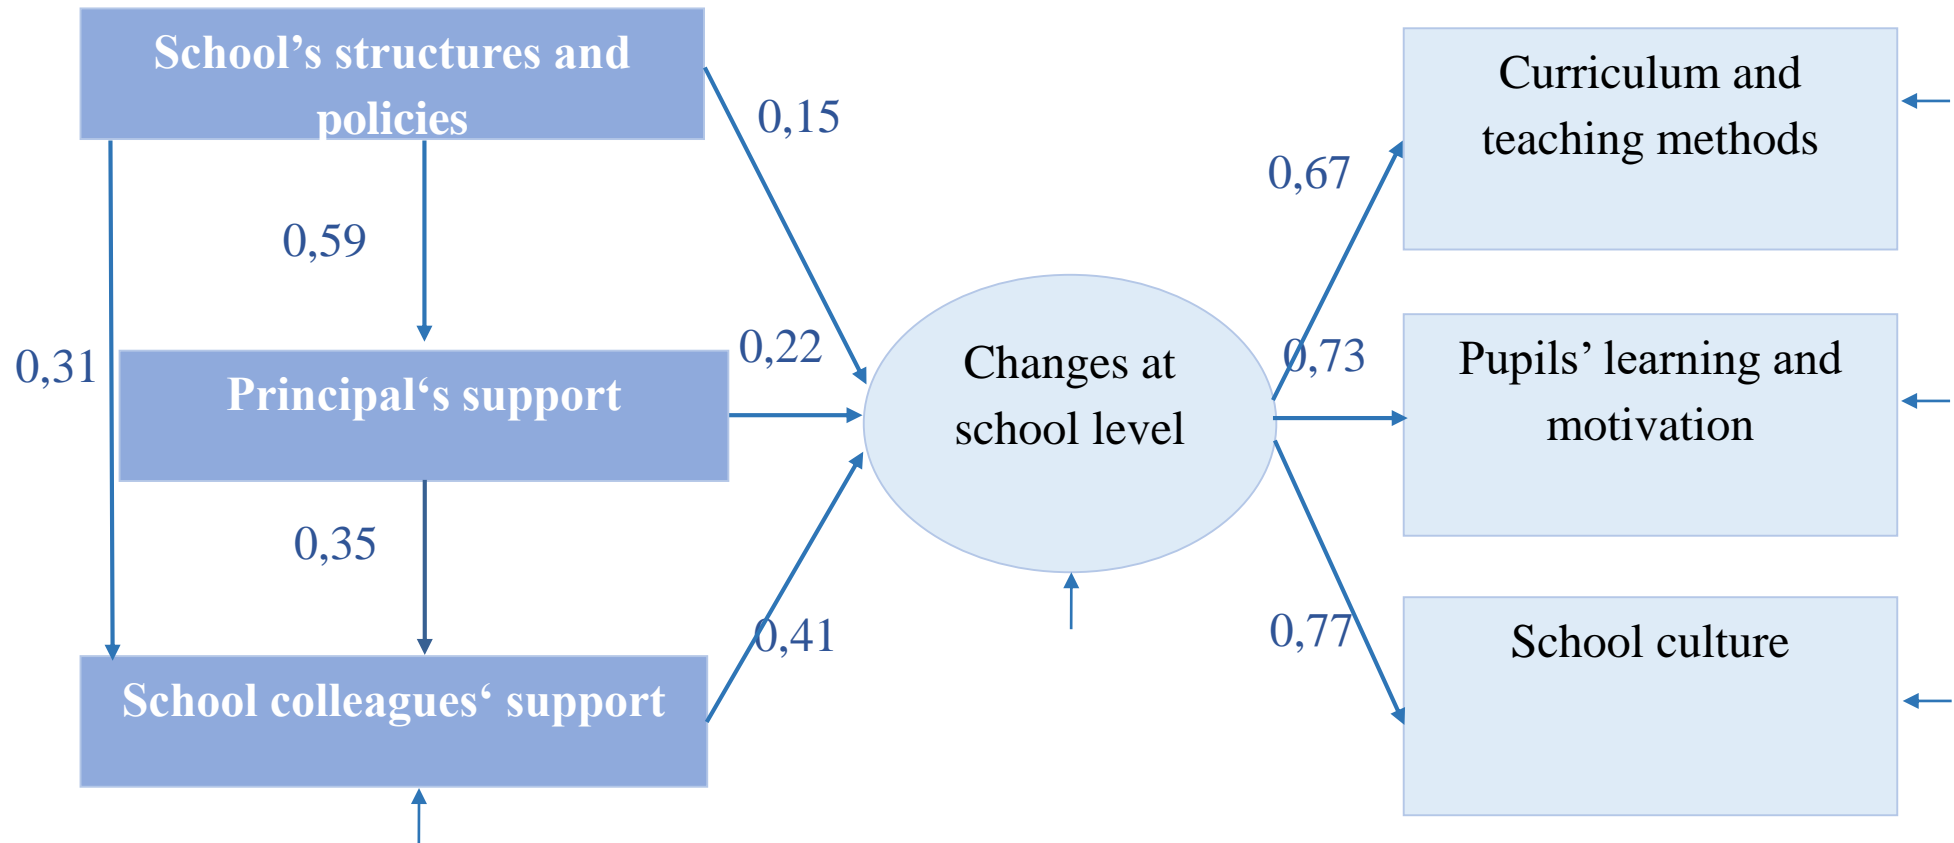 School’s structures and
policies
0,15
0,59
0,31
Principal‘s support
0,22
0,35
School colleagues‘ support
0,41
Changes at
school level
0,67
0,73
0,77
Curriculum and
teaching methods
Pupils’ learning and
motivation
School culture